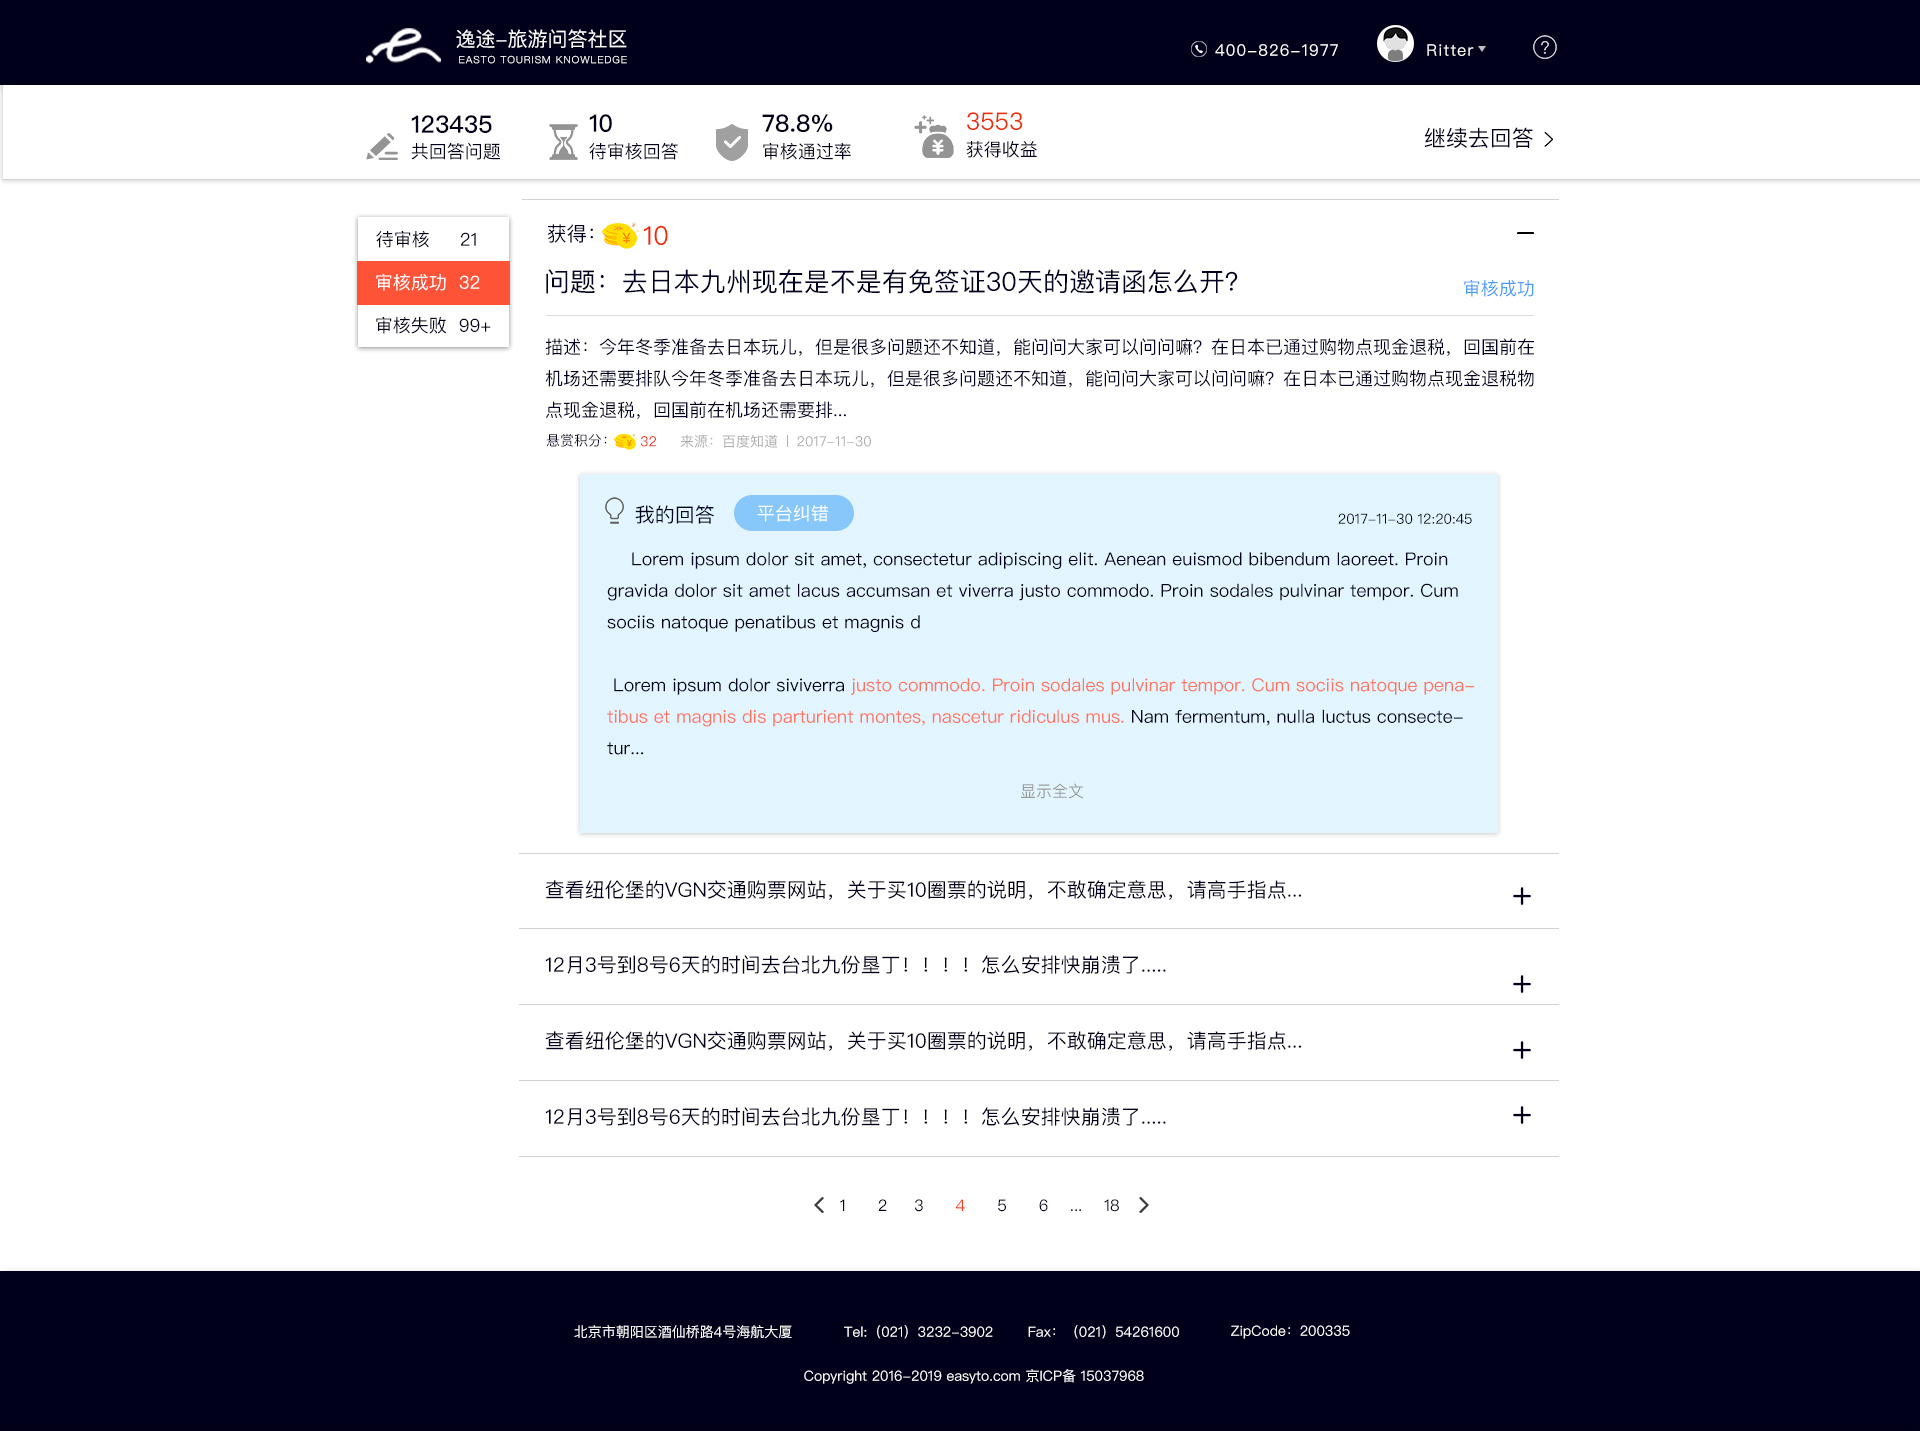 逸途-旅游问答社区
EASTO TOURISM KNOWLEDGE
400-826-1977
Ritter
?
123435
共回答问题
10
待审核回答
78.8%
审核通过率
3553
获得收益
继续去回答
待审核 21
审核成功 32
审核失败 99+
获得: 10
问题：去日本九州现在是不是有免签证30天的邀请函怎么开?
审核成功
描述：今年冬季准备去日本玩儿，但是很多问题还不知道，能问问大家可以问问嘛？在日本已通过购物点现金退税，回国前在
机场还需要排队今年冬季准备去日本玩儿，但是很多问题还不知道，能问问大家可以问问嘛？在日本已通过购物点现金退税物
点现金退税，回国前在机场还需要排...
悬赏积分: 32 来源：百度知道 | 2017-11-30
我的回答 平台纠错
2017-11-30 12:20:45
Lorem ipsum dolor sit amet, consectetur adipiscing elit. Aenean euismod bibendum laoreet. Proin
gravida dolor sit amet lacus accumsan et viverra justo commodo. Proin sodales pulvinar tempor. Cum
sociis natoque penatibus et magnis d
Lorem ipsum dolor siviverra justo commodo. Proin sodales pulvinar tempor. Cum sociis natoque pena-
tibus et magnis dis parturient montes, nascetur ridiculus mus. Nam fermentum, nulla luctus consecte-
tur...
显示全文
查看纽伦堡的VGN交通购票网站，关于买10圈票的说明，不敢确定意思，请高手指点...
12月3号到8号6天的时间去台北九份垦丁！！！！怎么安排快崩溃了.....
查看纽伦堡的VGN交通购票网站，关于买10圈票的说明，不敢确定意思，请高手指点...
12月3号到8号6天的时间去台北九份垦丁！！！！怎么安排快崩溃了.....
1 2 3 4 5 6 ... 18
北京市朝阳区酒仙桥路4号海航大厦 Tel:（021）3232-3902 Fax：（021）54261600 ZipCode：200335
Copyright 2016-2019 easyto.com 京ICP备 15037968